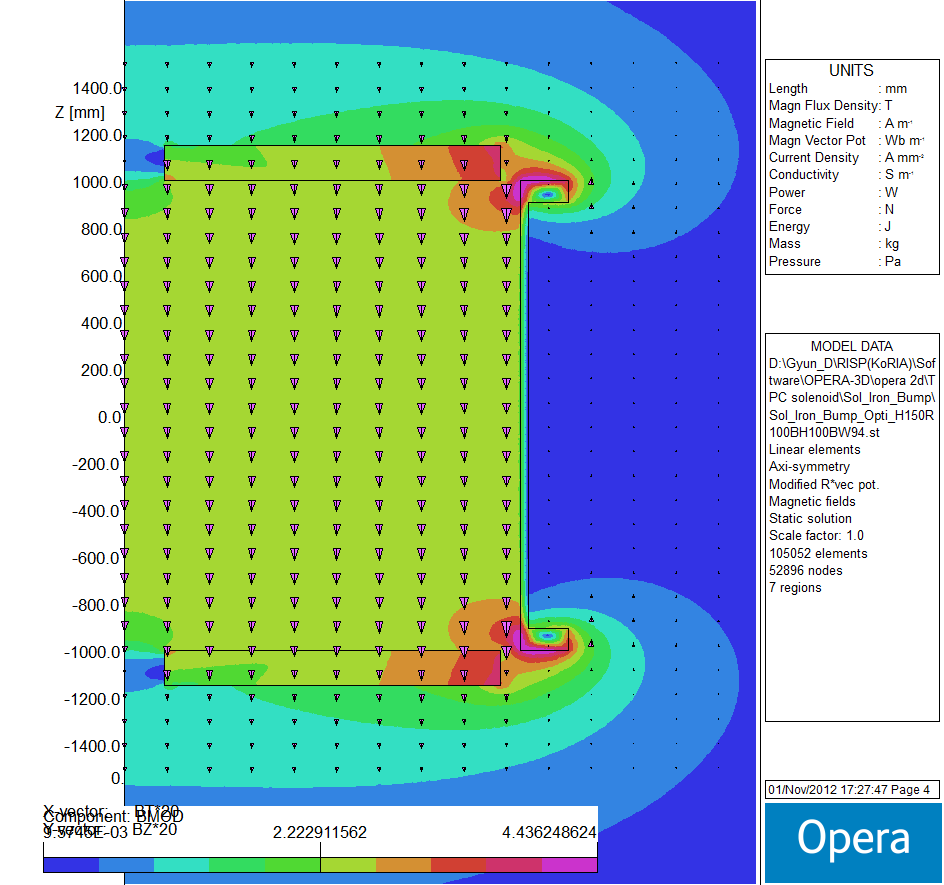 1400.0
Z [mm]
1200.0
1000.0
800.0
600.0
400.0
200.0
0.0
-200.0
-400.0
-600.0
-800.0
-1000.0
-1200.0
-1400.0
0.
X-vector: BT*20
Component: BMOD
Y-vector: BZ*20
2.222911562
4.436248624
UNITS
Length : mm
Magn Flux Density: T
Magnetic Field : A m⁻¹
Magn Vector Pot : Wb m⁻¹
Current Density : A mm⁻²
Conductivity : S m⁻¹
Power : W
Force : N
Energy : J
Mass : kg
Pressure : Pa
MODEL DATA
D:\Gyun_D\RISP(KoRIA)\Sof
tware\OPERA-3D\opera 2d\T
PC solenoid\Sol_Iron_Bump\
Sol_Iron_Bump_Opti_H150R
100BH100BW94.st
Linear elements
Axi-symmetry
Modified R*vec pot.
Magnetic fields
Static solution
Scale factor: 1.0
105052 elements
52896 nodes
7 regions
01/Nov/2012 17:27:47 Page 4
Opera